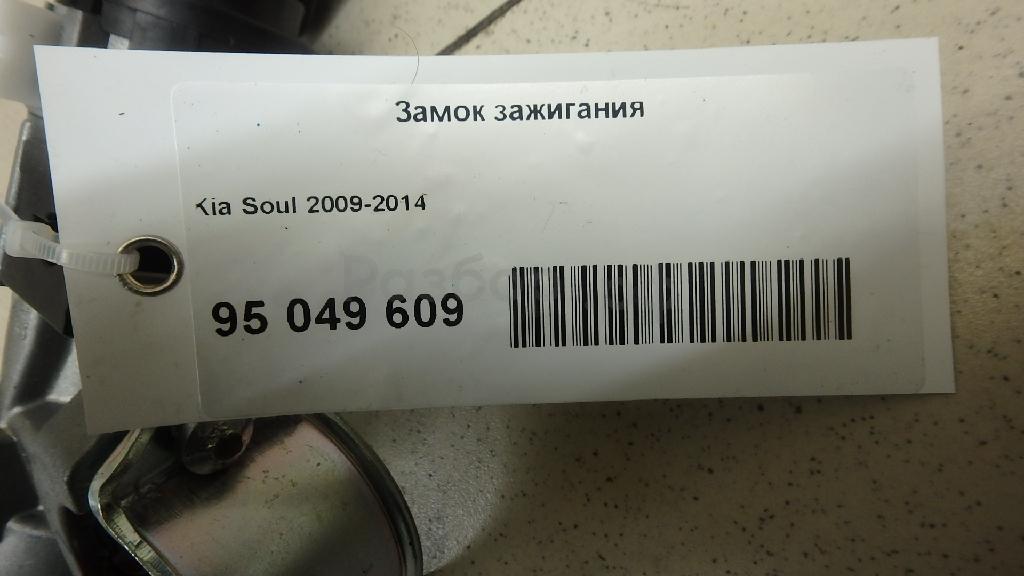 Замок зажигания
Kia Soul 2009-2014
95 049 609